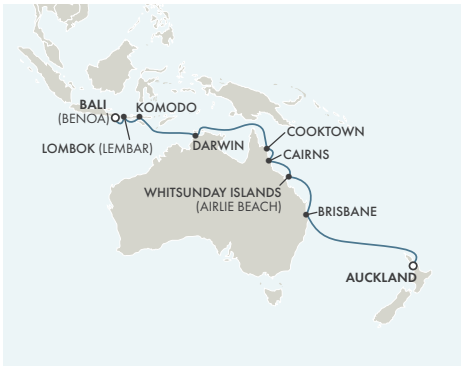 BALI
(BENOA)
KOMODO
LOMBOK (LEMBAR)
DARWIN
COOKTOWN
CAIRNS
WHITSUNDAY ISLANDS
(AIRLIE BEACH)
BRISBANE
AUCKLAND